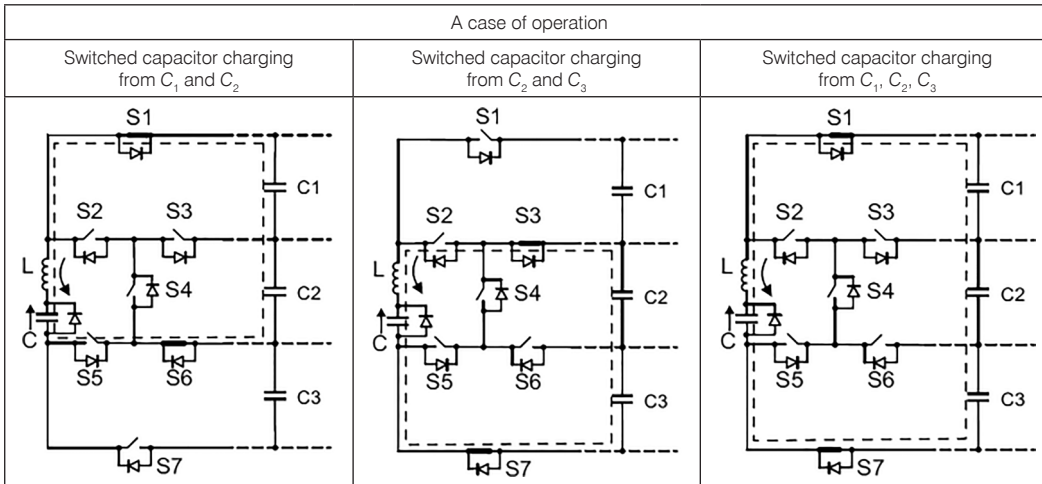 A case of operation
Switched capacitor charging
from C₁ and C₂
Switched capacitor charging
from C₂ and C₃
Switched capacitor charging
from C₁, C₂, C₃
S1
C1
S2
S3
L
S4
C2
C
S5
S6
C3
S7
S1
C1
S2
S3
L
S4
C2
C
S5
S6
C3
S7
S1
C1
S2
S3
L
S4
C2
C
S5
S6
C3
S7